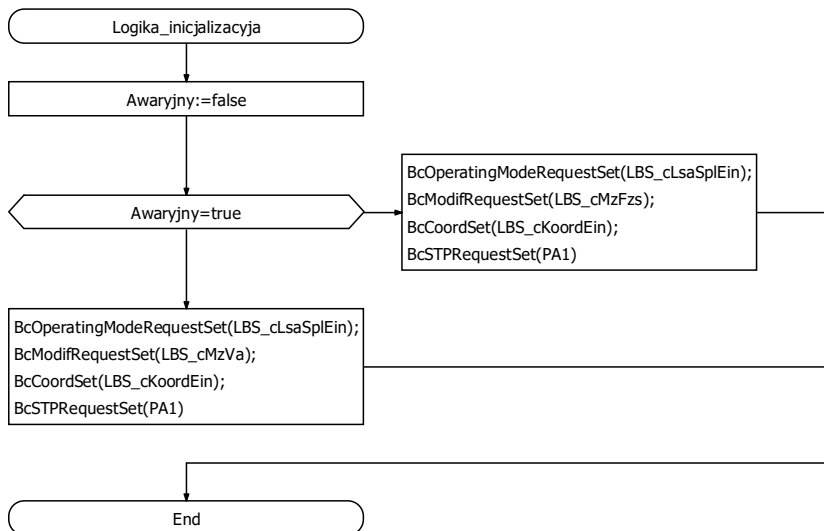 Logika_inicjalizacyja
Awaryjny:=false
Awaryjny=true
BcOperatingModeRequestSet(LBS_cLsaSplEin);
BcModifRequestSet(LBS_cMzFzs);
BcCoordSet(LBS_cKoordEin);
BcSTPRequestSet(PA1)
BcOperatingModeRequestSet(LBS_cLsaSplEin);
BcModifRequestSet(LBS_cMzVa);
BcCoordSet(LBS_cKoordEin);
BcSTPRequestSet(PA1)
End